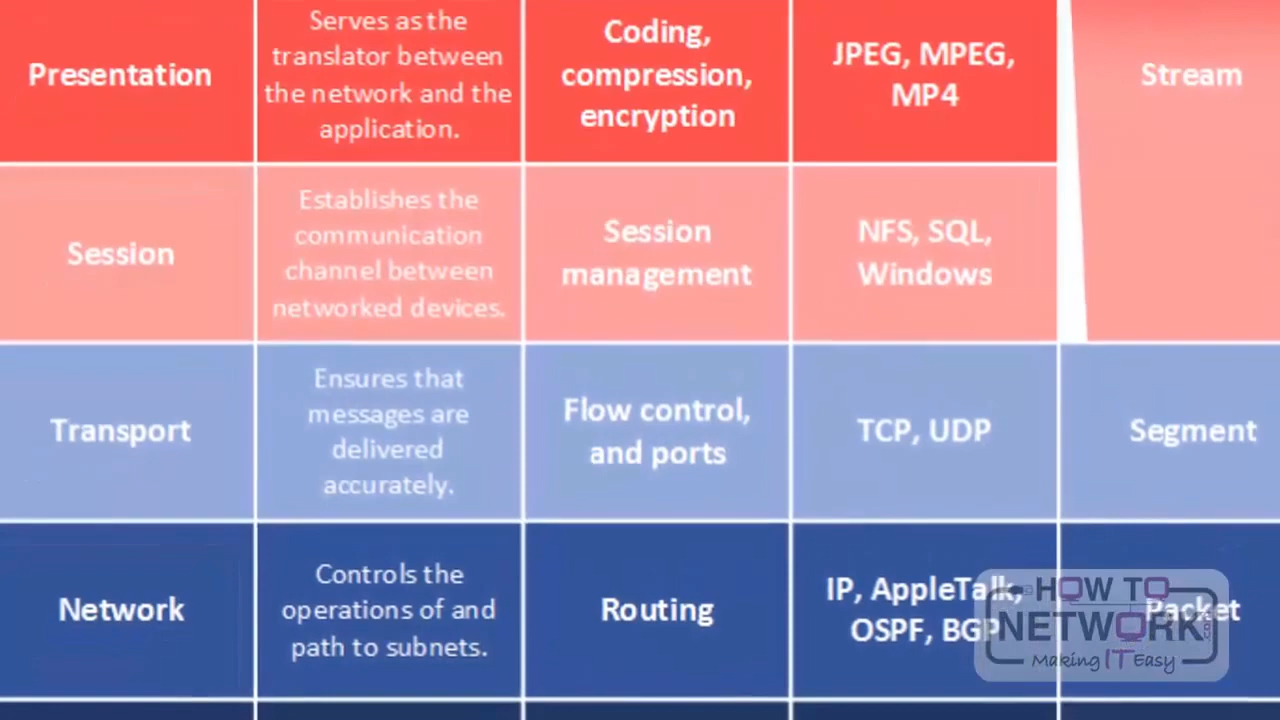 Presentation
Serves as the
translator between
the network and the
application.
Coding,
compression,
encryption
JPEG, MPEG,
MP4
Stream
Session
Establishes the
communication
channel between
networked devices.
Session
management
NFS, SQL,
Windows
Transport
Ensures that
messages are
delivered
accurately.
Flow control,
and ports
TCP, UDP
Segment
Network
Controls the
operations of and
path to subnets.
Routing
IP, AppleTalk,
OSPF, BGP
Packet
HOW TO
NETWORK.com
Making IT Easy